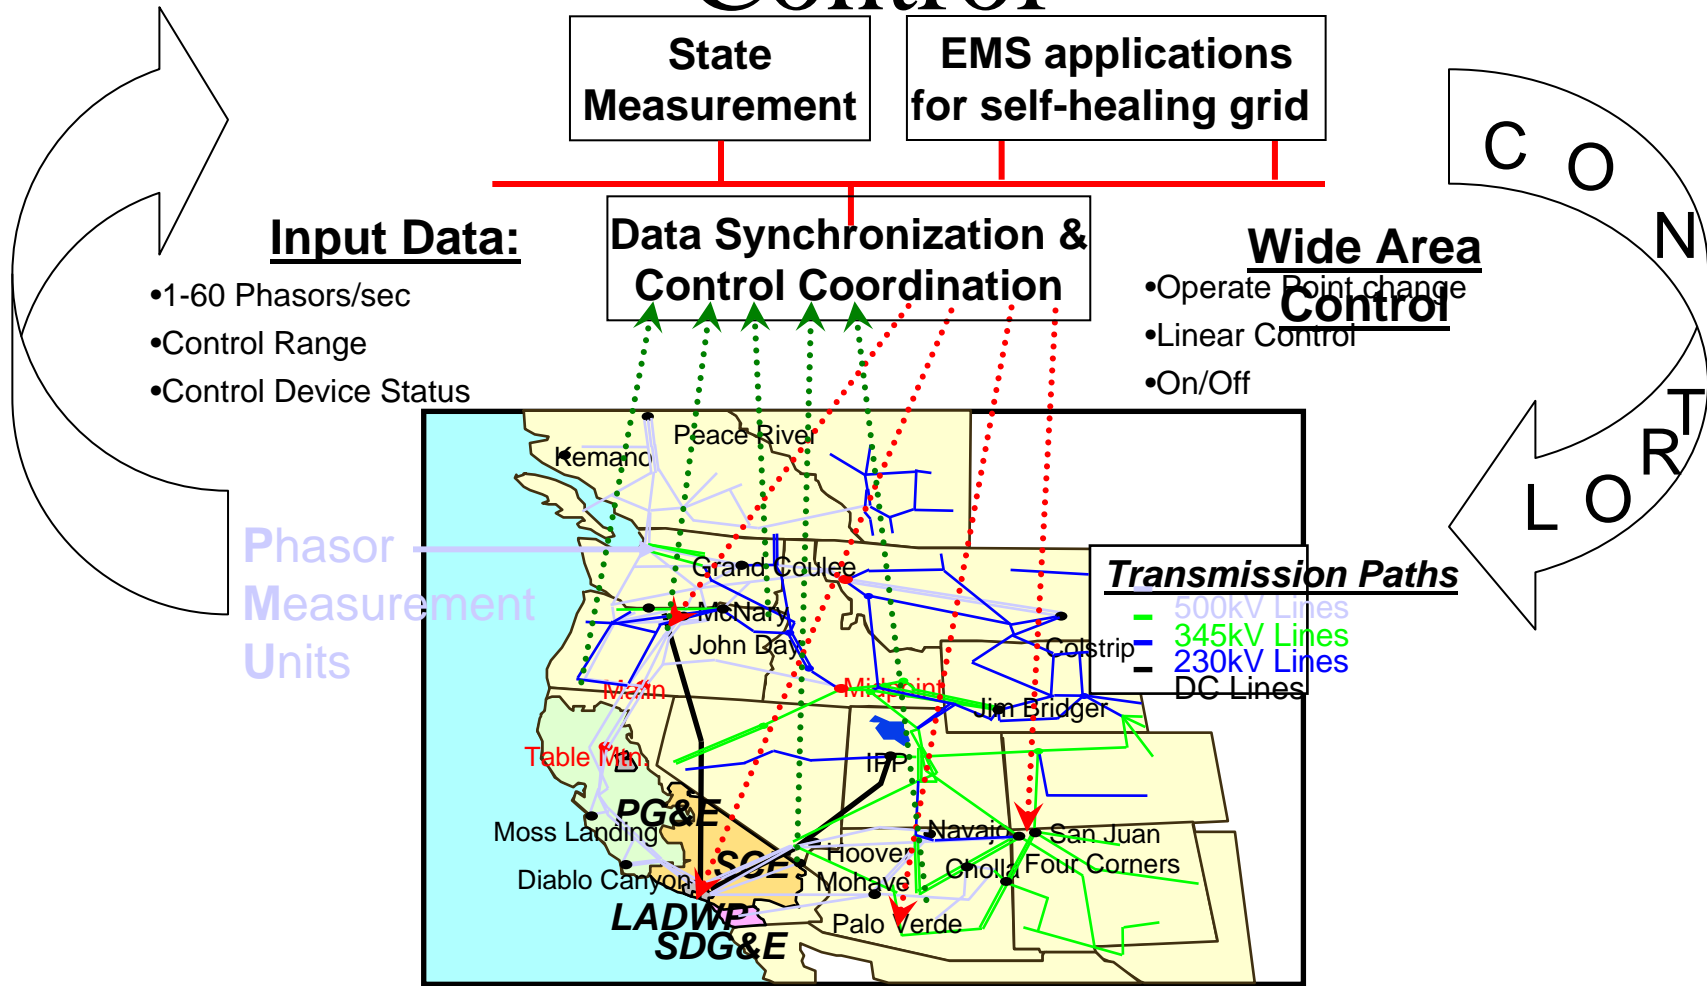 Control
State
Measurement
EMS applications
for self-healing grid
Data Synchronization &
Control Coordination
Input Data:
•1-60 Phasors/sec
•Control Range
•Control Device Status
Wide Area
Control
•Operate Point change
•Linear Control
•On/Off
CONTROL
Phasor
Measurement
Units
Peace River
Kemano
Grand Coulee
McNary
John Day
Colstrip
Malin
Midpoint
Jim Bridger
Table Mtn.
IPP
PG&E
Moss Landing
Navajo
San Juan
Hoover
SCE
Cholla
Four Corners
Diablo Canyon
Mohave
LADWP
Palo Verde
SDG&E
Transmission Paths
500kV Lines
345kV Lines
230kV Lines
DC Lines